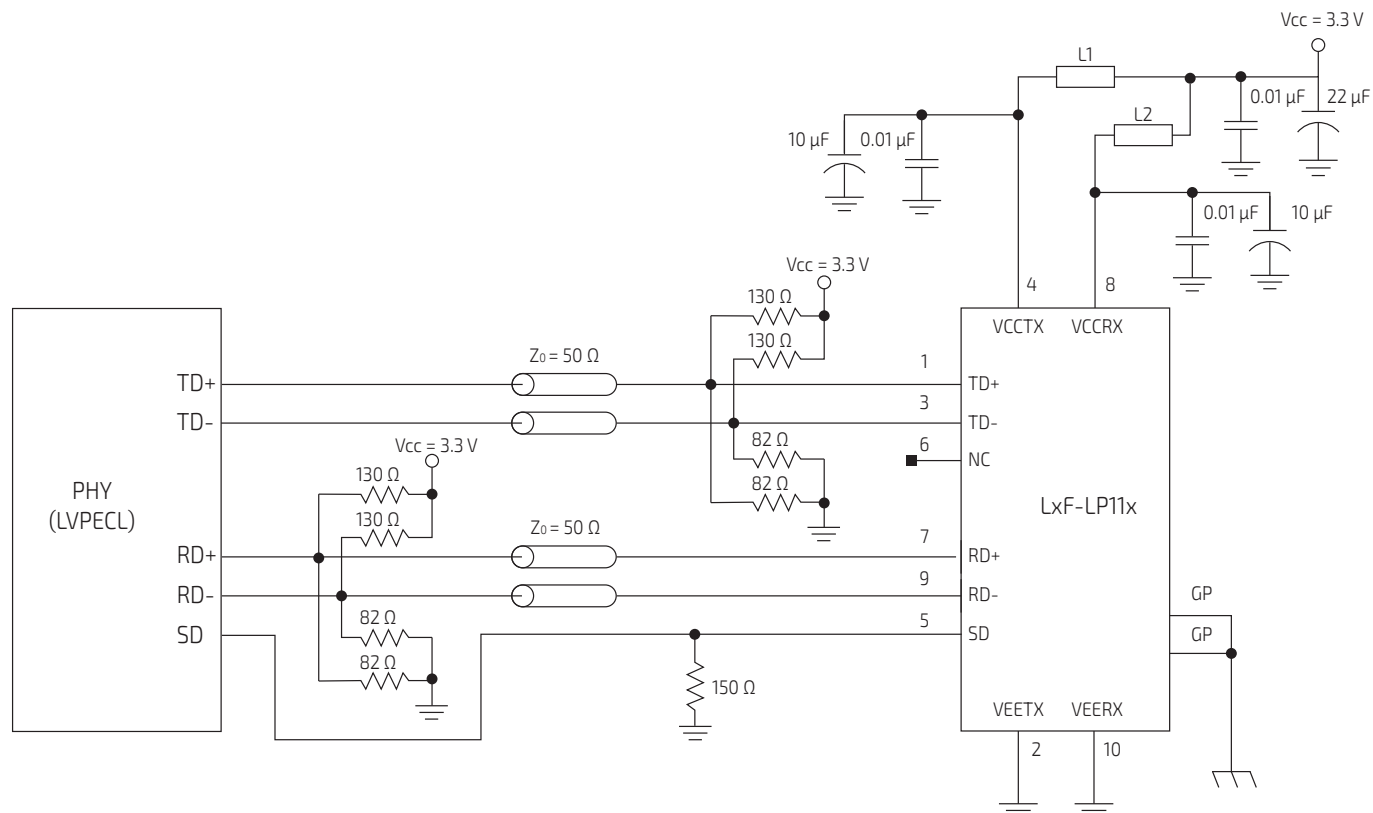 Vcc = 3.3 V
L1
0.01 µF
22 µF
L2
10 µF
0.01 µF
0.01 µF
10 µF
Vcc = 3.3 V
4
8
130 Ω
VCCTX
VCCRX
130 Ω
Z0 = 50 Ω
1
TD+
TD+
3
TD-
TD-
82 Ω
6
NC
Vcc = 3.3 V
130 Ω
82 Ω
PHY
(LVPECL)
LxF-LP11x
130 Ω
Z0 = 50 Ω
7
RD+
RD+
9
RD-
RD-
GP
82 Ω
5
SD
SD
GP
82 Ω
150 Ω
VEETX
VEERX
2
10